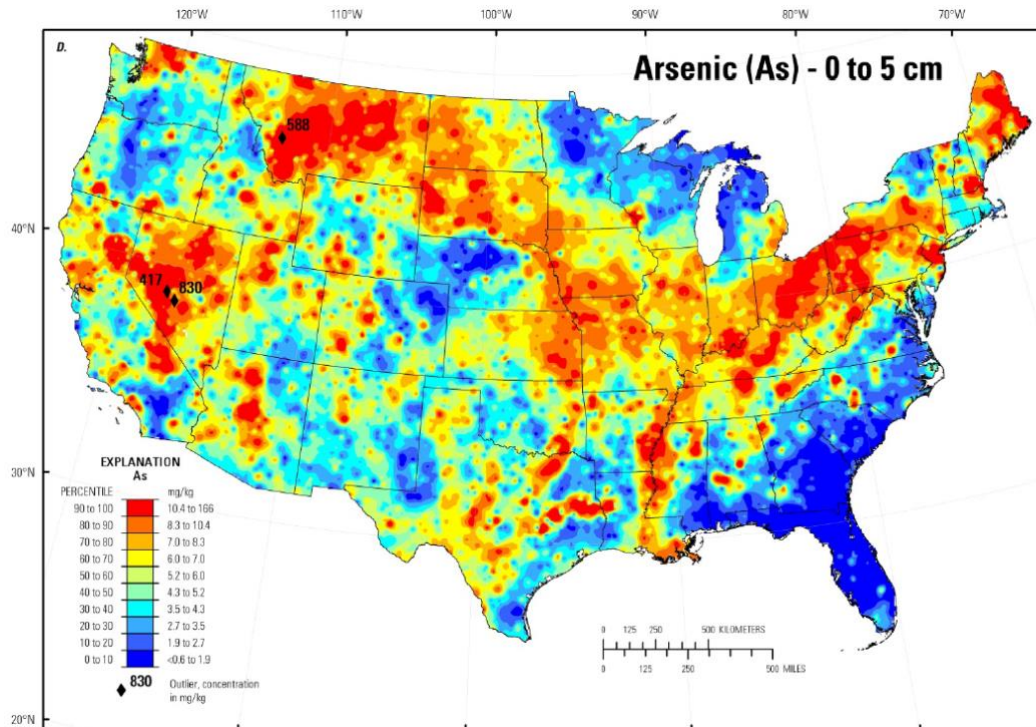 120°W 110°W 100°W 90°W 80°W 70°W
D.
Arsenic (As) - 0 to 5 cm
588
40°N
417 830
30°N
EXPLANATION
As
PERCENTILE mg/kg
90 to 100 10.4 to 166
80 to 90 8.3 to 10.4
70 to 80 7.0 to 8.3
60 to 70 6.0 to 7.0
50 to 60 5.2 to 6.0
40 to 50 4.3 to 5.2
30 to 40 3.5 to 4.3
20 to 30 2.7 to 3.5
10 to 20 1.9 to 2.7
0 to 10 <0.6 to 1.9
830 Outlier, concentration
in mg/kg
0 125 250 500 KILOMETERS
0 125 250 500 MILES
20°N